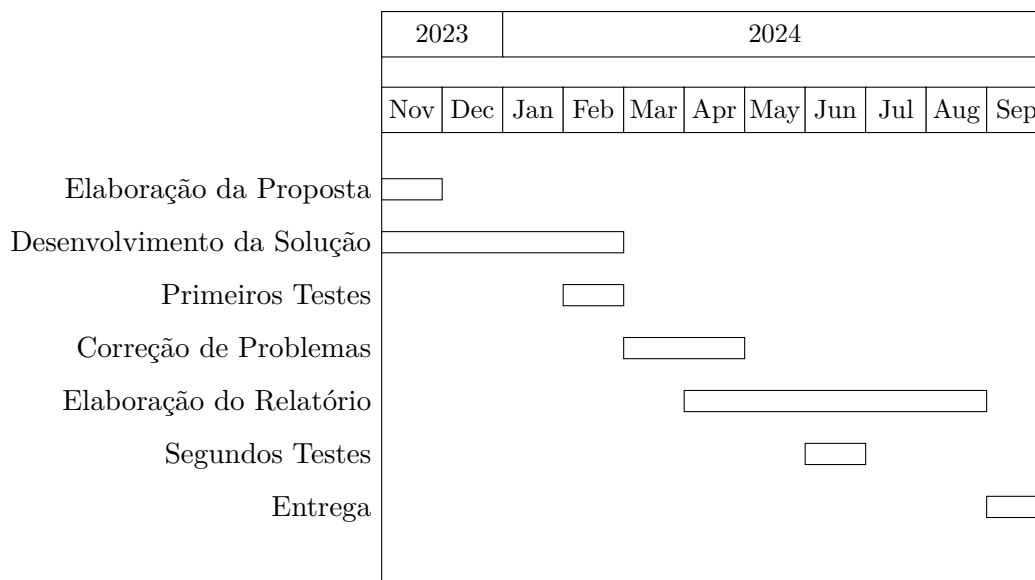 2023 2024
Nov Dec Jan Feb Mar Apr May Jun Jul Aug Sep
Elaboração da Proposta
Desenvolvimento da Solução
Primeiros Testes
Correção de Problemas
Elaboração do Relatório
Segundos Testes
Entrega